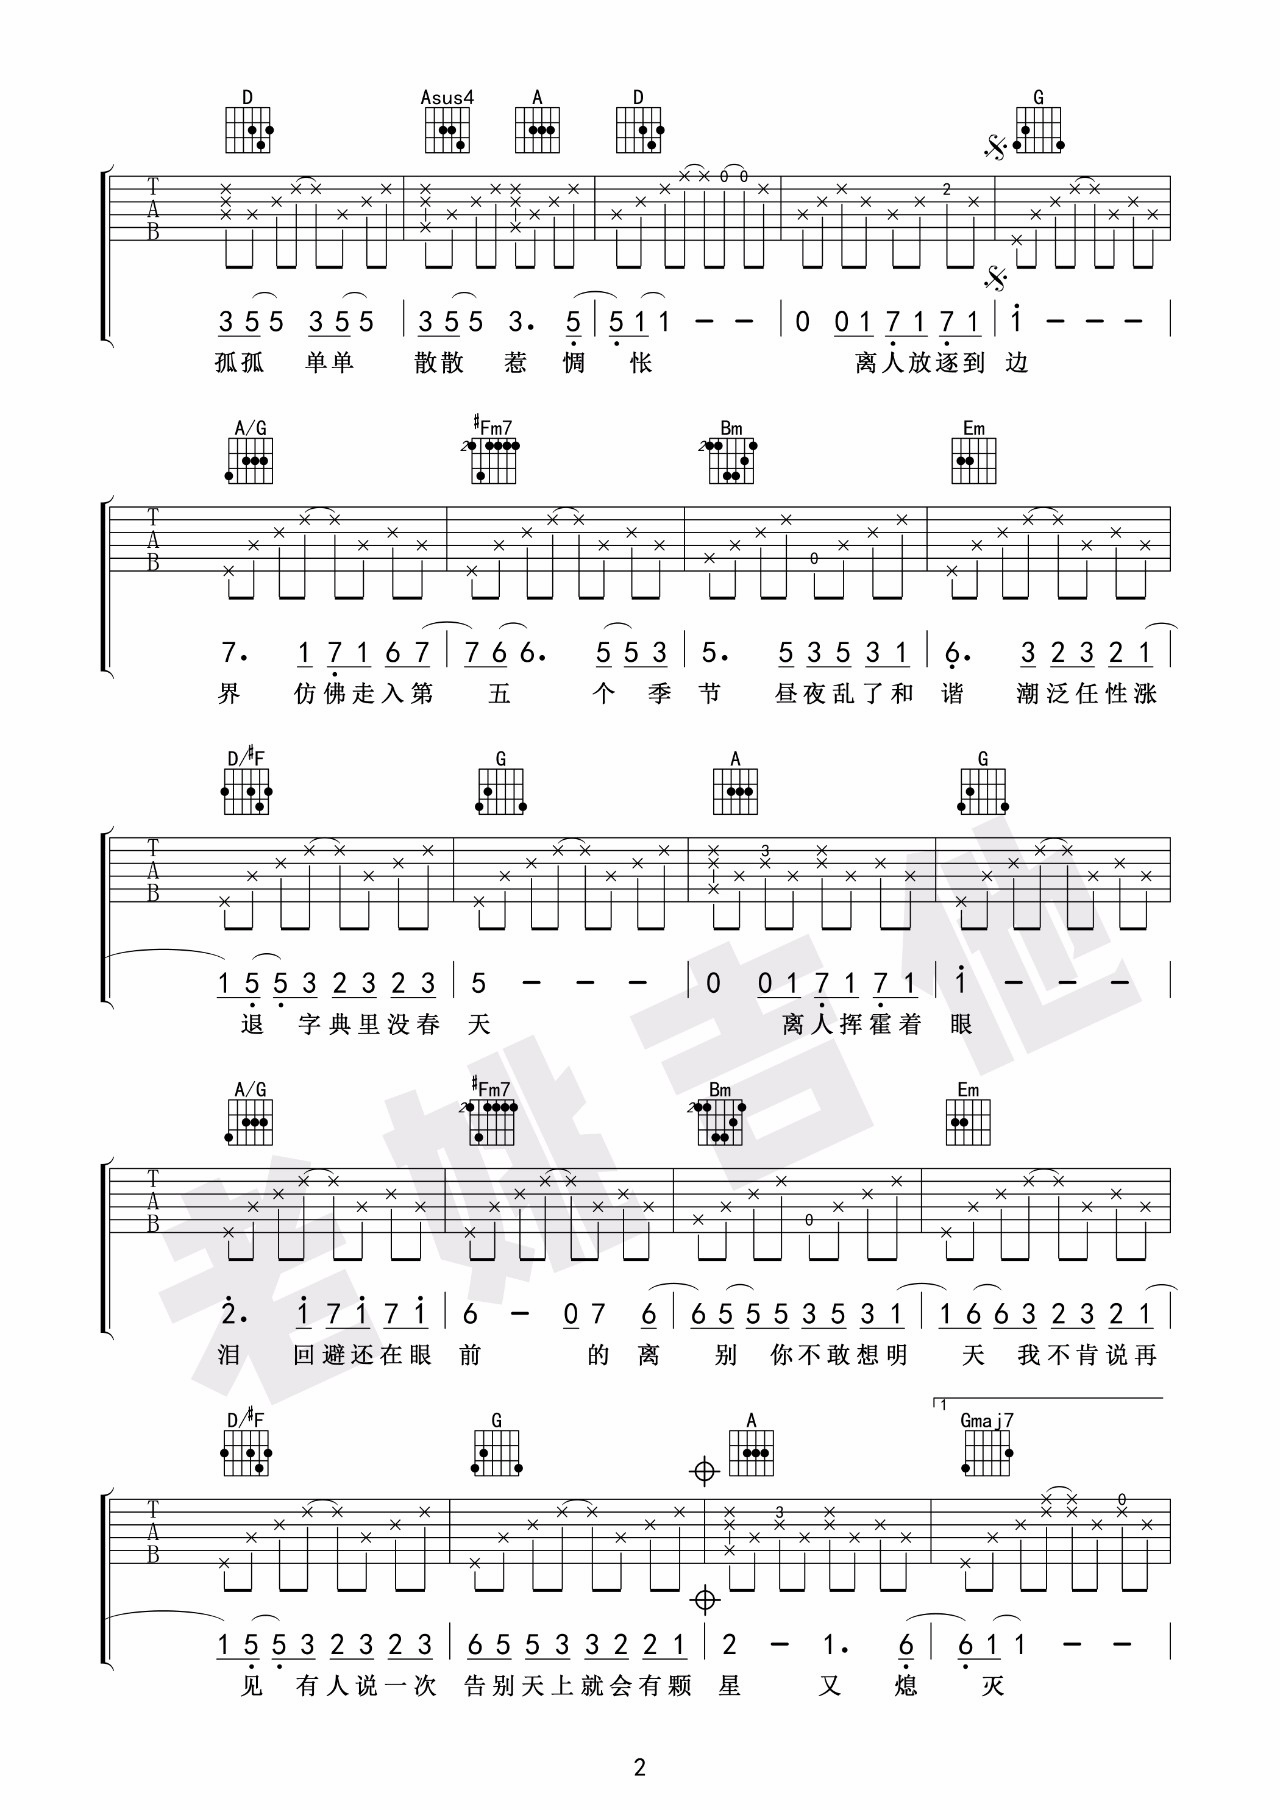 D Asus4 A D G
T A B 0 0 2
3 5 5 3 5 5 3 5 5 3. 5 5 1 1 – – 0 0 1 7 1 7 1 1 – – –
孤孤 单单 散散 惹 惆 怅 离人放逐到 边
A/G #Fm7 Bm Em
2 2
T A B 0
7. 1 7 1 6 7 7 6 6. 5 5 3 5. 5 3 5 3 1 6. 3 2 3 2 1
界 仿佛走入第 五 个 季 节 昼夜乱了和 谐 潮泛任性涨
D/#F G A G
T A B 3
1 5 5 3 2 3 2 3 5 – – – 0 0 1 7 1 7 1 1 – – –
退 字典里没春 天 离人挥霍着 眼
A/G #Fm7 Bm Em
2 2
T A B 0
2. 1 7 1 7 1 6 – 0 7 6 6 5 5 5 3 5 3 1 1 6 6 3 2 3 2 1
泪 回避还在眼 前 的 离 别 你不敢想明 天 我不肯说再
1
D/#F G A Gmaj7
T A B 3 0
1 5 5 3 2 3 2 3 6 5 5 3 3 2 2 1 2 – 1. 6 6 1 1 – –
见 有人说一次 告别天上就会有颗 星 又 熄 灭
老姚吉他
2